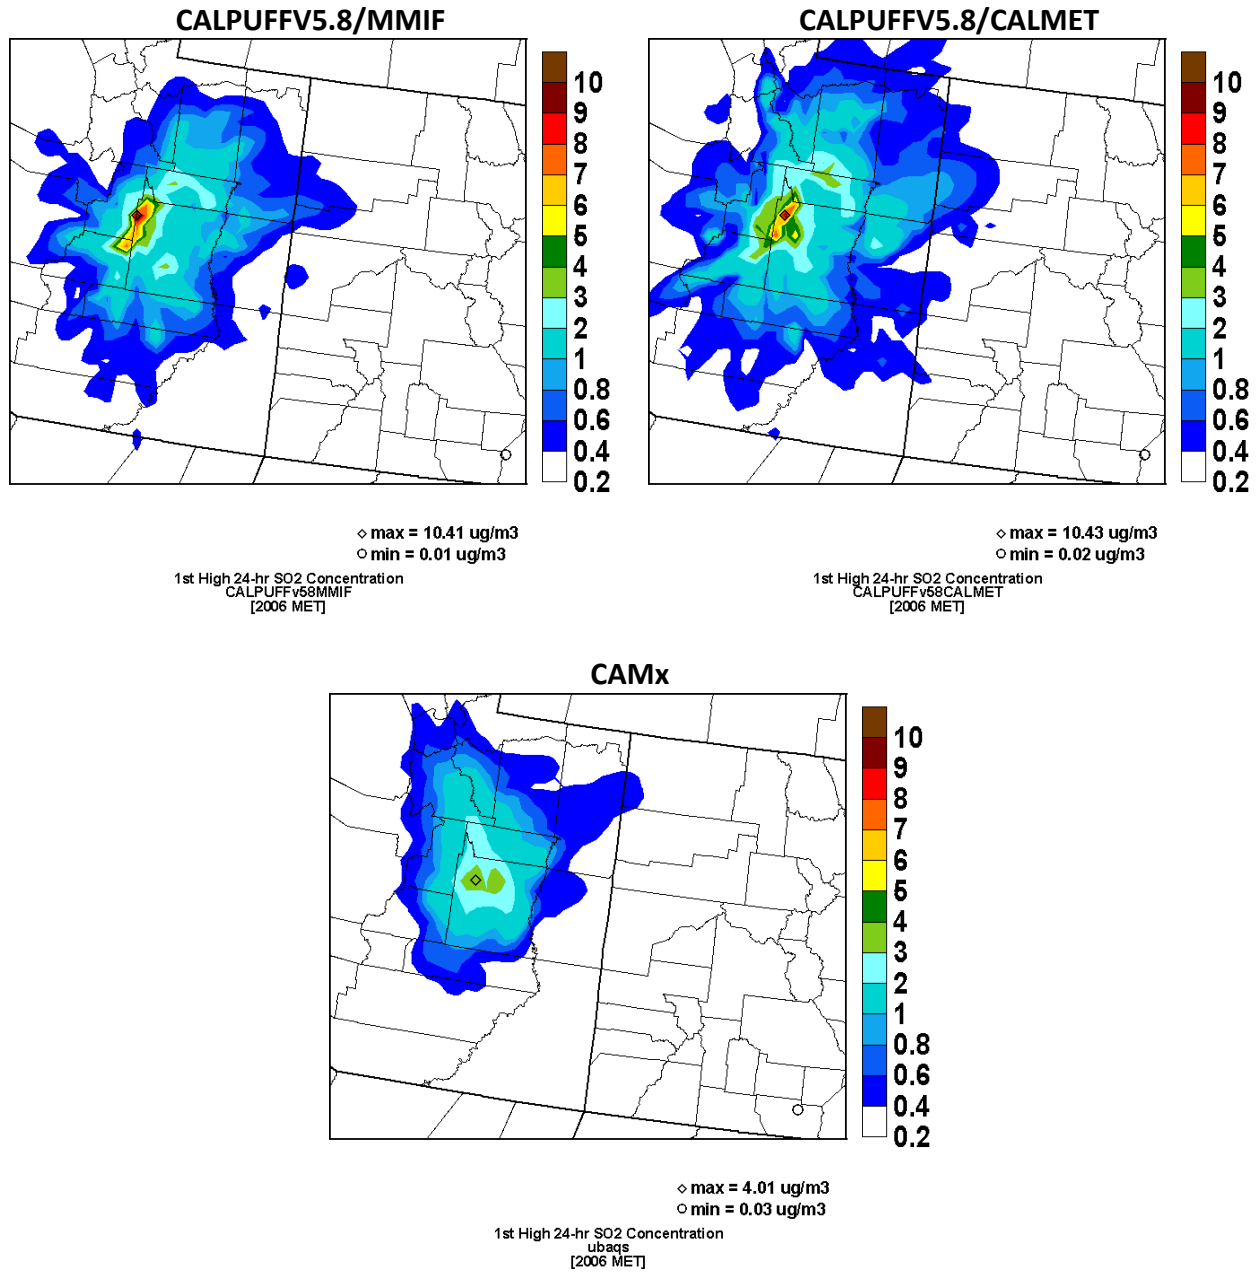 CALPUFFV5.8/MMIF
10
9
8
7
6
5
4
3
2
1
0.8
0.6
0.4
0.2
◇ max = 10.41 ug/m3
○ min = 0.01 ug/m3
1st High 24-hr SO2 Concentration
CALPUFFv58MMIF
[2006 MET]
CALPUFFV5.8/CALMET
10
9
8
7
6
5
4
3
2
1
0.8
0.6
0.4
0.2
◇ max = 10.43 ug/m3
○ min = 0.02 ug/m3
1st High 24-hr SO2 Concentration
CALPUFFv58CALMET
[2006 MET]
CAMx
10
9
8
7
6
5
4
3
2
1
0.8
0.6
0.4
0.2
◇ max = 4.01 ug/m3
○ min = 0.03 ug/m3
1st High 24-hr SO2 Concentration
ubaqs
[2006 MET]